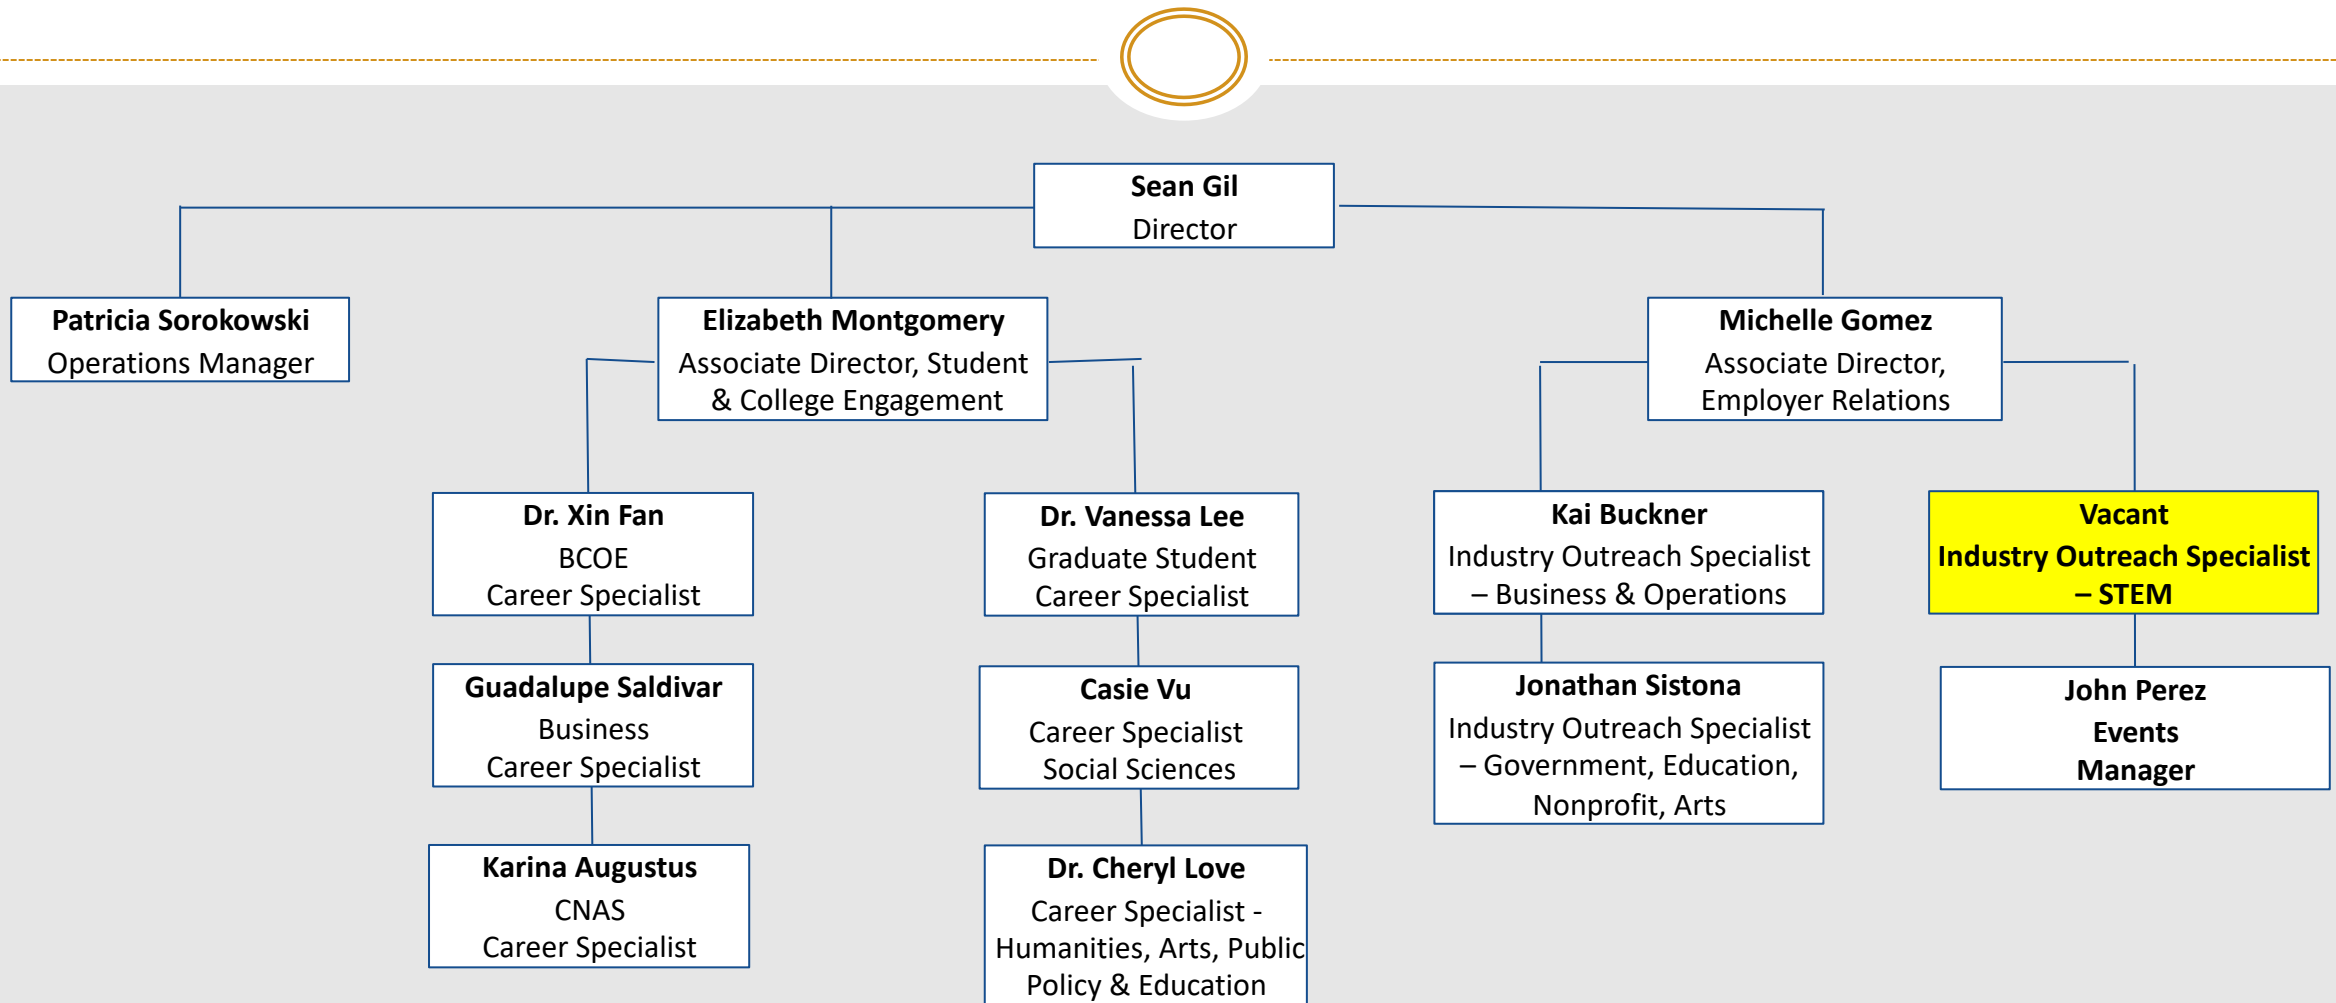 Sean Gil
Director
Patricia Sorokowski
Operations Manager
Elizabeth Montgomery
Associate Director, Student
& College Engagement
Michelle Gomez
Associate Director,
Employer Relations
Dr. Xin Fan
BCOE
Career Specialist
Dr. Vanessa Lee
Graduate Student
Career Specialist
Kai Buckner
Industry Outreach Specialist
– Business & Operations
Vacant
Industry Outreach Specialist
– STEM
Guadalupe Saldivar
Business
Career Specialist
Casie Vu
Career Specialist
Social Sciences
Jonathan Sistona
Industry Outreach Specialist
– Government, Education,
Nonprofit, Arts
John Perez
Events
Manager
Karina Augustus
CNAS
Career Specialist
Dr. Cheryl Love
Career Specialist -
Humanities, Arts, Public
Policy & Education